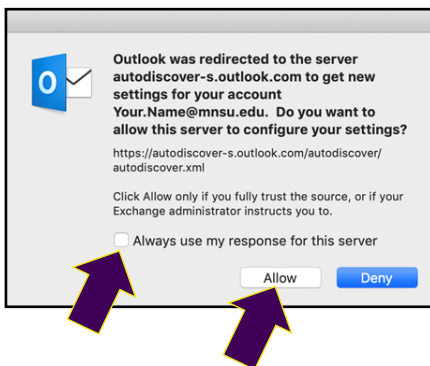 Outlook was redirected to the server
autodiscover-s.outlook.com to get new
settings for your account
Your.Name@mnsu.edu. Do you want to
allow this server to configure your settings?
https://autodiscover-s.outlook.com/autodiscover/
autodiscover.xml
Click Allow only if you fully trust the source, or if your
Exchange administrator instructs you to.
Always use my response for this server
Allow
Deny